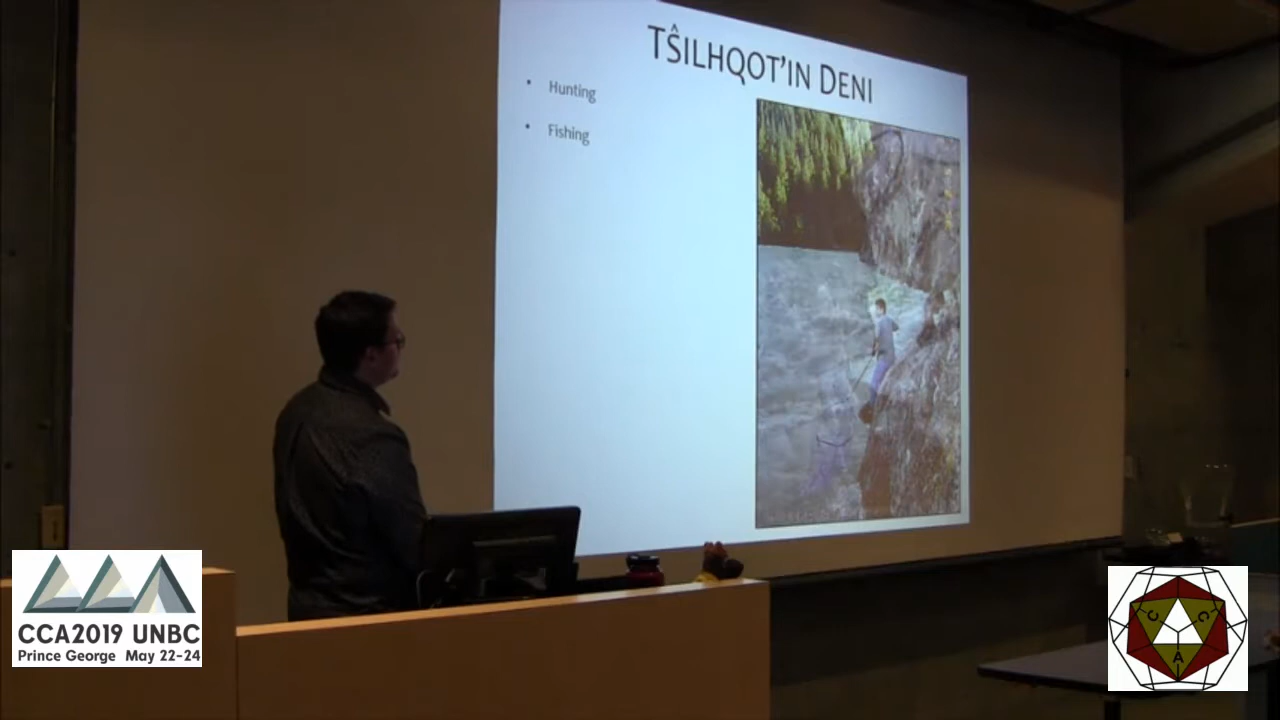 TŜILHQOT'IN DENI
• Hunting
• Fishing
CCA2019 UNBC
Prince George May 22-24
C C
A